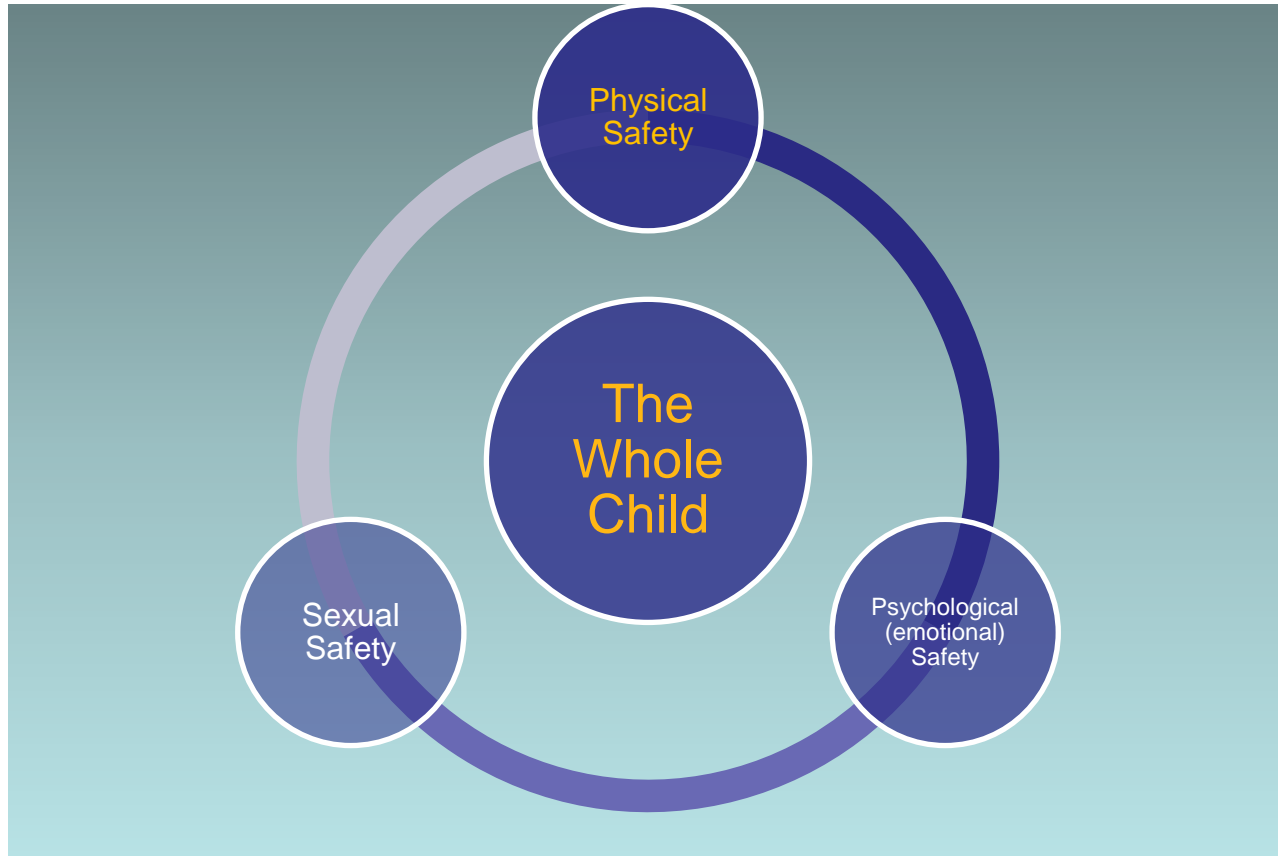 Physical
Safety
The
Whole
Child
Sexual
Safety
Psychological
(emotional)
Safety